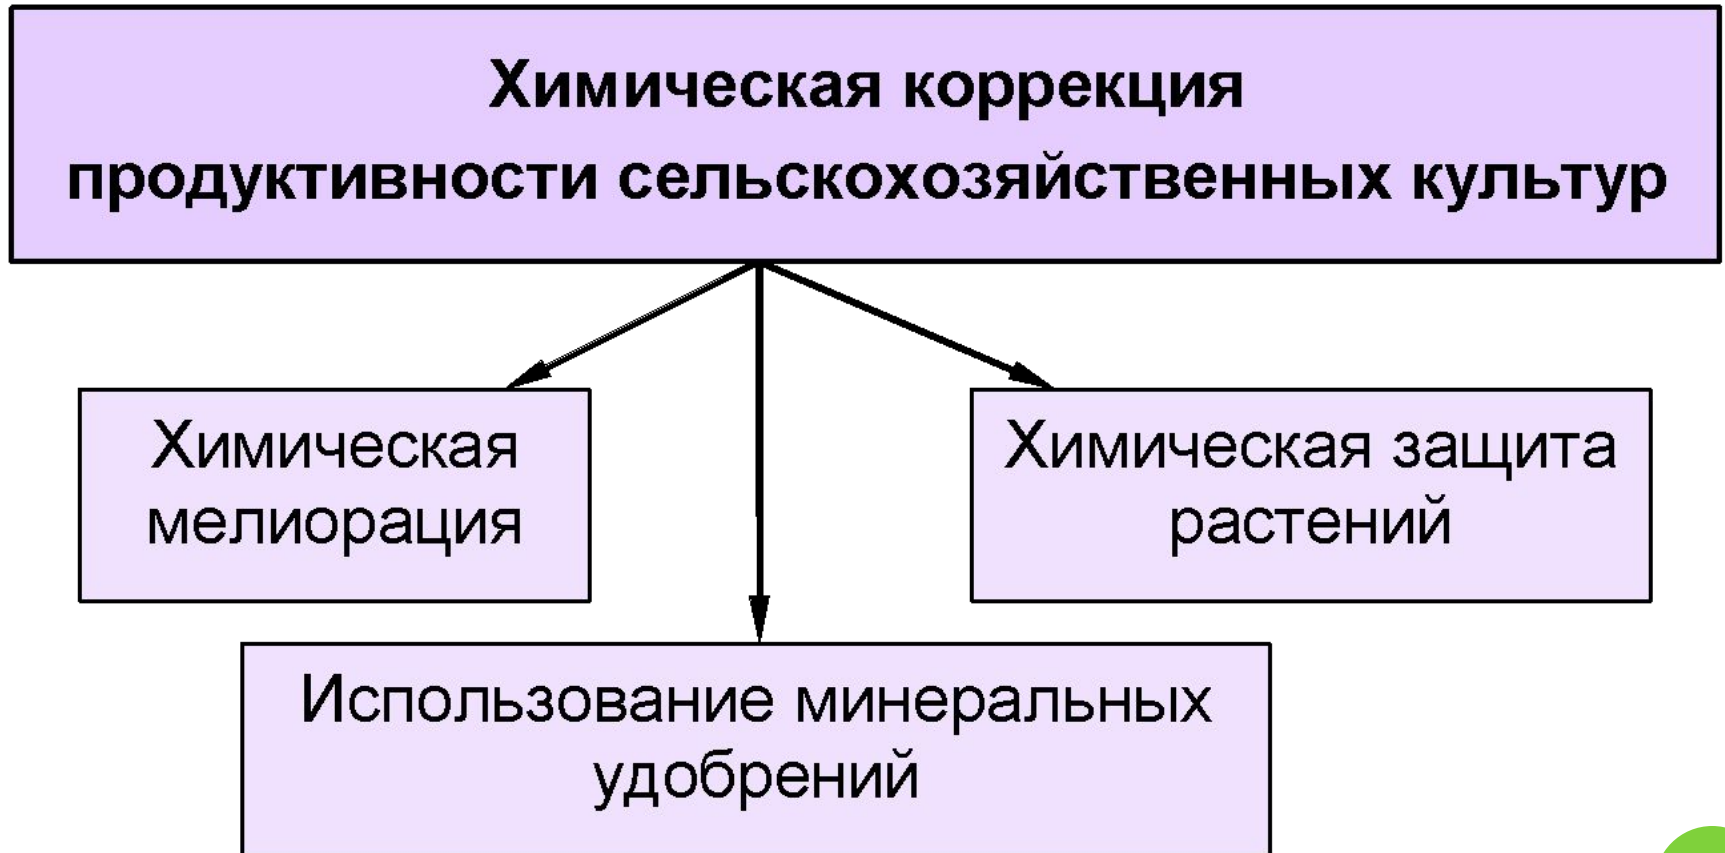 Химическая коррекция
продуктивности сельскохозяйственных культур
Химическая
мелиорация
Химическая защита
растений
Использование минеральных
удобрений